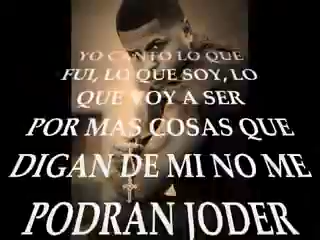 YO CANTO LO QUE
FUI, LO QUE SOY, LO
QUE VOY A SER
POR MAS COSAS QUE
DIGAN DE MI NO ME
PODRAN JODER